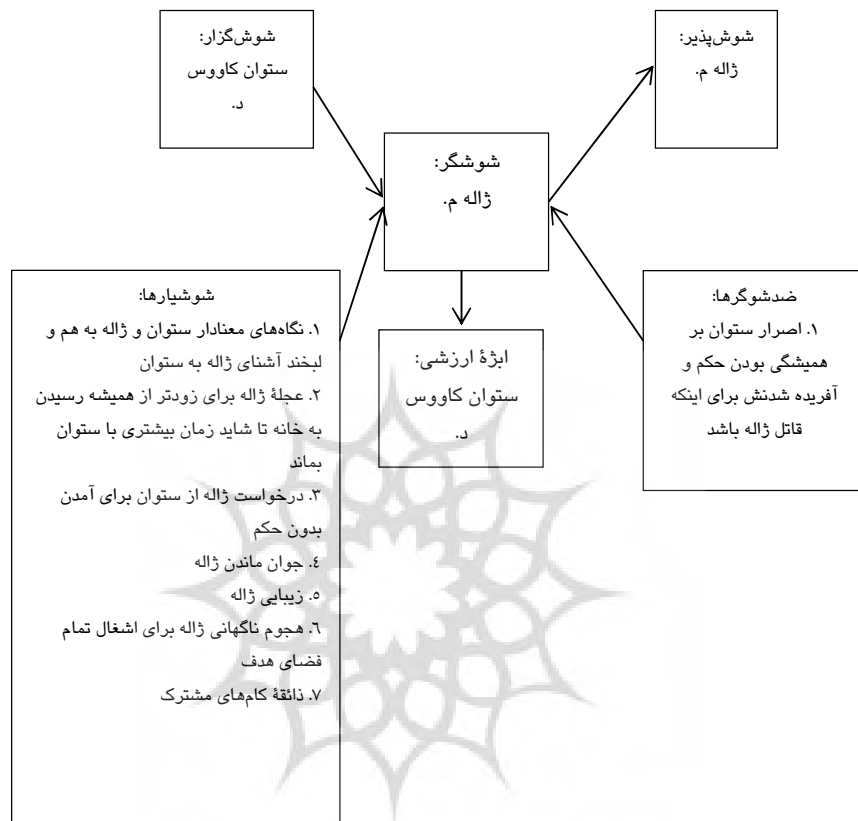 شوش‌پذیر:
ژاله م.
شوش‌گزار:
ستوان کاووس
د.
شوشگر:
ژاله م.
ضدشوگرها:
۱. اصرار ستوان بر
همیشگی بودن حکم و
آفریده شدنش برای اینکه
قاتل ژاله باشد
ابژهٔ ارزشی:
ستوان کاووس
د.
شوشیارها:
۱. نگاه‌های معنادار ستوان و ژاله به هم و
لبخند آشنای ژاله به ستوان
۲. عجلهٔ ژاله برای زودتر از همیشه رسیدن
به خانه تا شاید زمان بیشتری با ستوان
بماند
۳. درخواست ژاله از ستوان برای آمدن
بدون حکم
٤. جوان ماندن ژاله
٥. زیبایی ژاله
٦. هجوم ناگهانی ژاله برای اشغال تمام
فضای هدف
۷. ذائقهٔ کام‌های مشترک